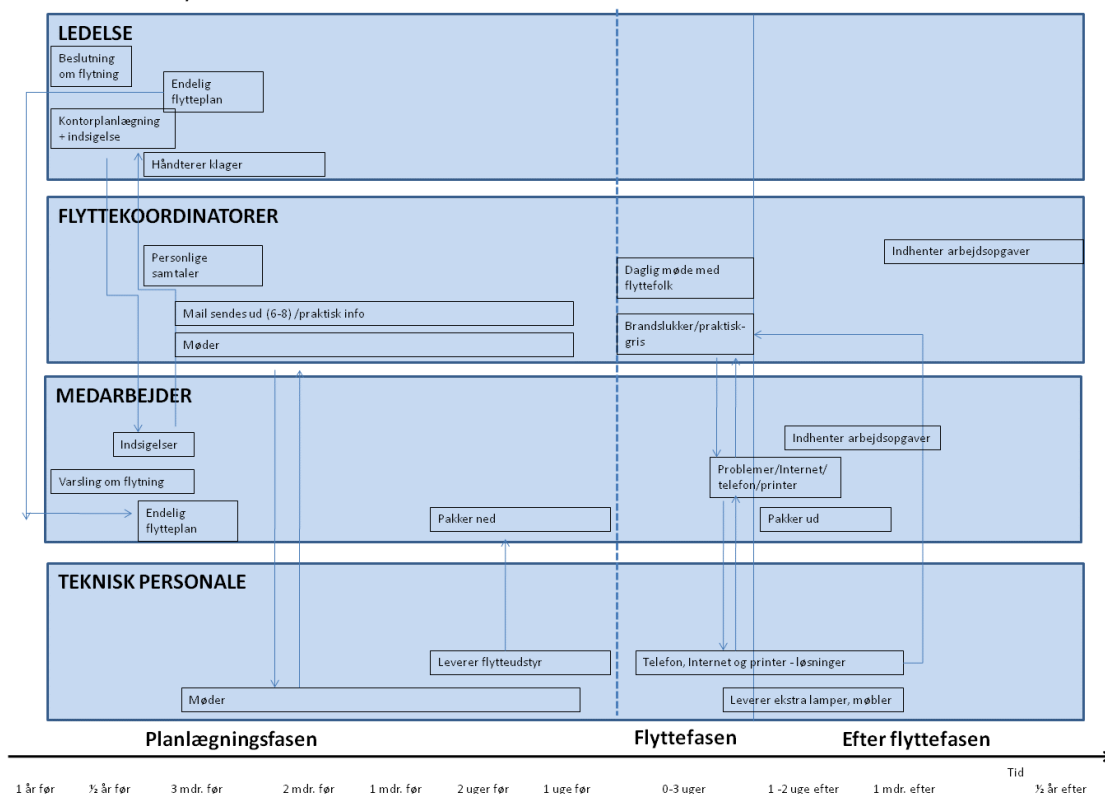 LEDELSE
Beslutning
om flytning
Endelig
flytteplan
Kontorplanlægning
+ indsigelse
Håndterer klager
FLYTTEKOORDINATORER
Personlige
samtaler
Mail sendes ud (6-8) /praktisk info
Møder
Daglig møde med
flyttefolk
Brandslukker/praktisk-
gris
Indhenter arbejdsopgaver
MEDARBEJDER
Indsigelser
Varsling om flytning
Endelig
flytteplan
Pakker ned
Indhenter arbejdsopgaver
Problemer/Internet/
telefon/printer
Pakker ud
TEKNISK PERSONALE
Leverer flytteudstyr
Møder
Telefon, Internet og printer - løsninger
Leverer ekstra lamper, møbler
Planlægningsfasen
Flyttefasen
Efter flyttefasen
Tid
1 år før
½ år før
3 mdr. før
2 mdr. før
1 mdr. før
2 uger før
1 uge før
0-3 uger
1 -2 uge efter
1 mdr. efter
½ år efter